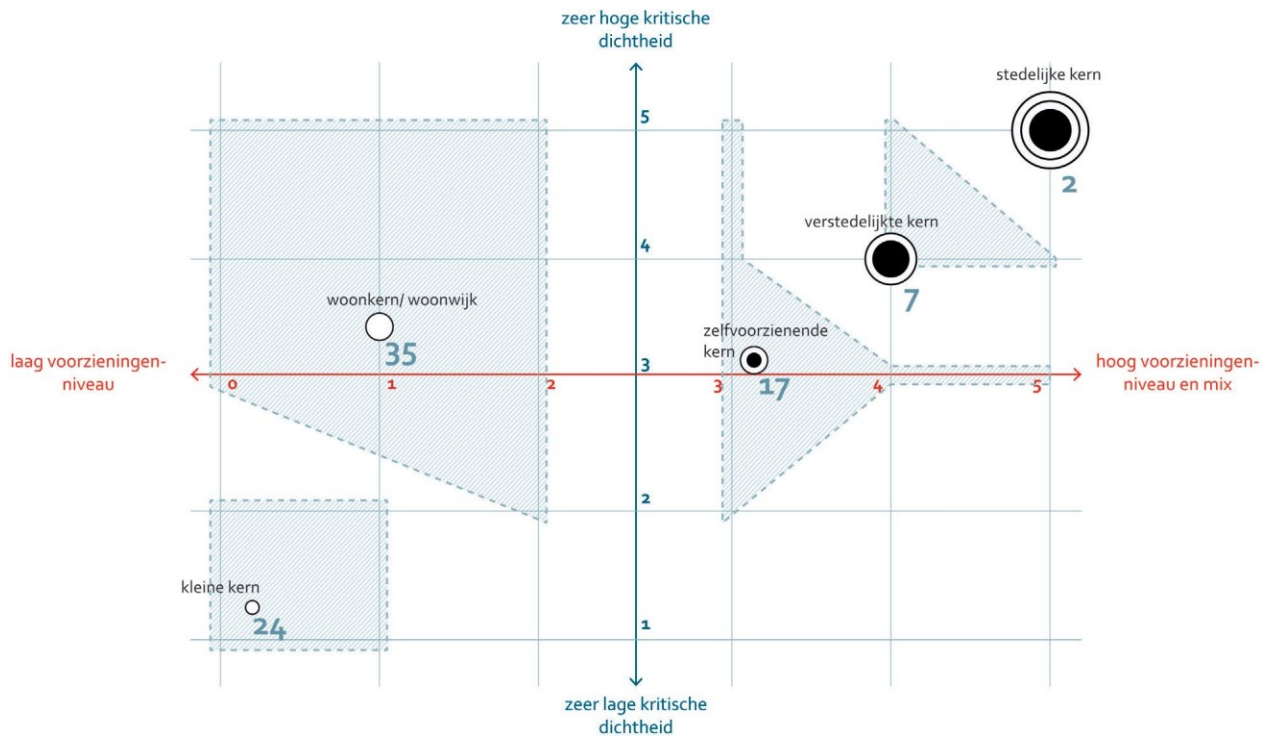 zeer hoge kritische
dichtheid
stedelijke kern
5
2
verstedelijkte kern
4
7
woonkern/ woonwijk
35
zelfvoorzienende
kern
17
laag voorzieningen-
niveau
3
0 1 2 3 4 5
hoog voorzieningen-
niveau en mix
2
kleine kern
24
1
zeer lage kritische
dichtheid